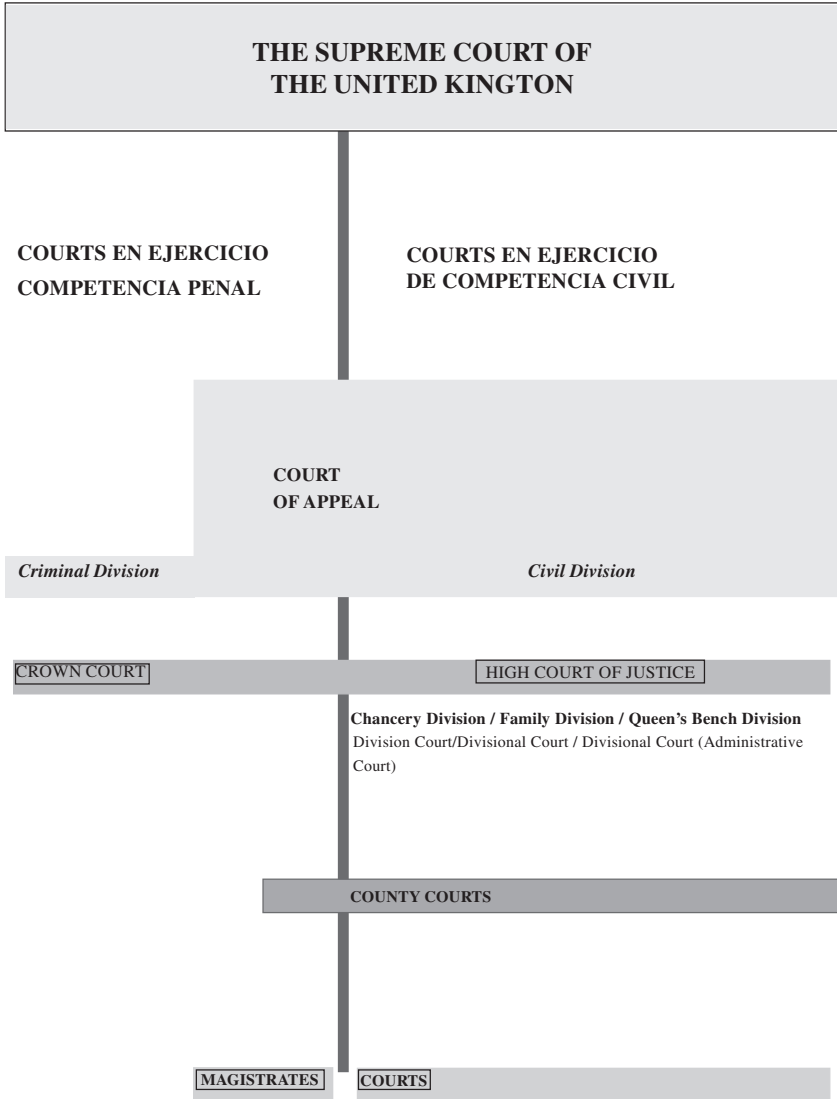 THE SUPREME COURT OF
THE UNITED KINGTON
COURTS EN EJERCICIO
COMPETENCIA PENAL
COURTS EN EJERCICIO
DE COMPETENCIA CIVIL
COURT
OF APPEAL
Criminal Division
Civil Division
CROWN COURT
HIGH COURT OF JUSTICE
Chancery Division / Family Division / Queen's Bench Division
Division Court/Divisional Court / Divisional Court (Administrative
Court)
COUNTY COURTS
MAGISTRATES
COURTS